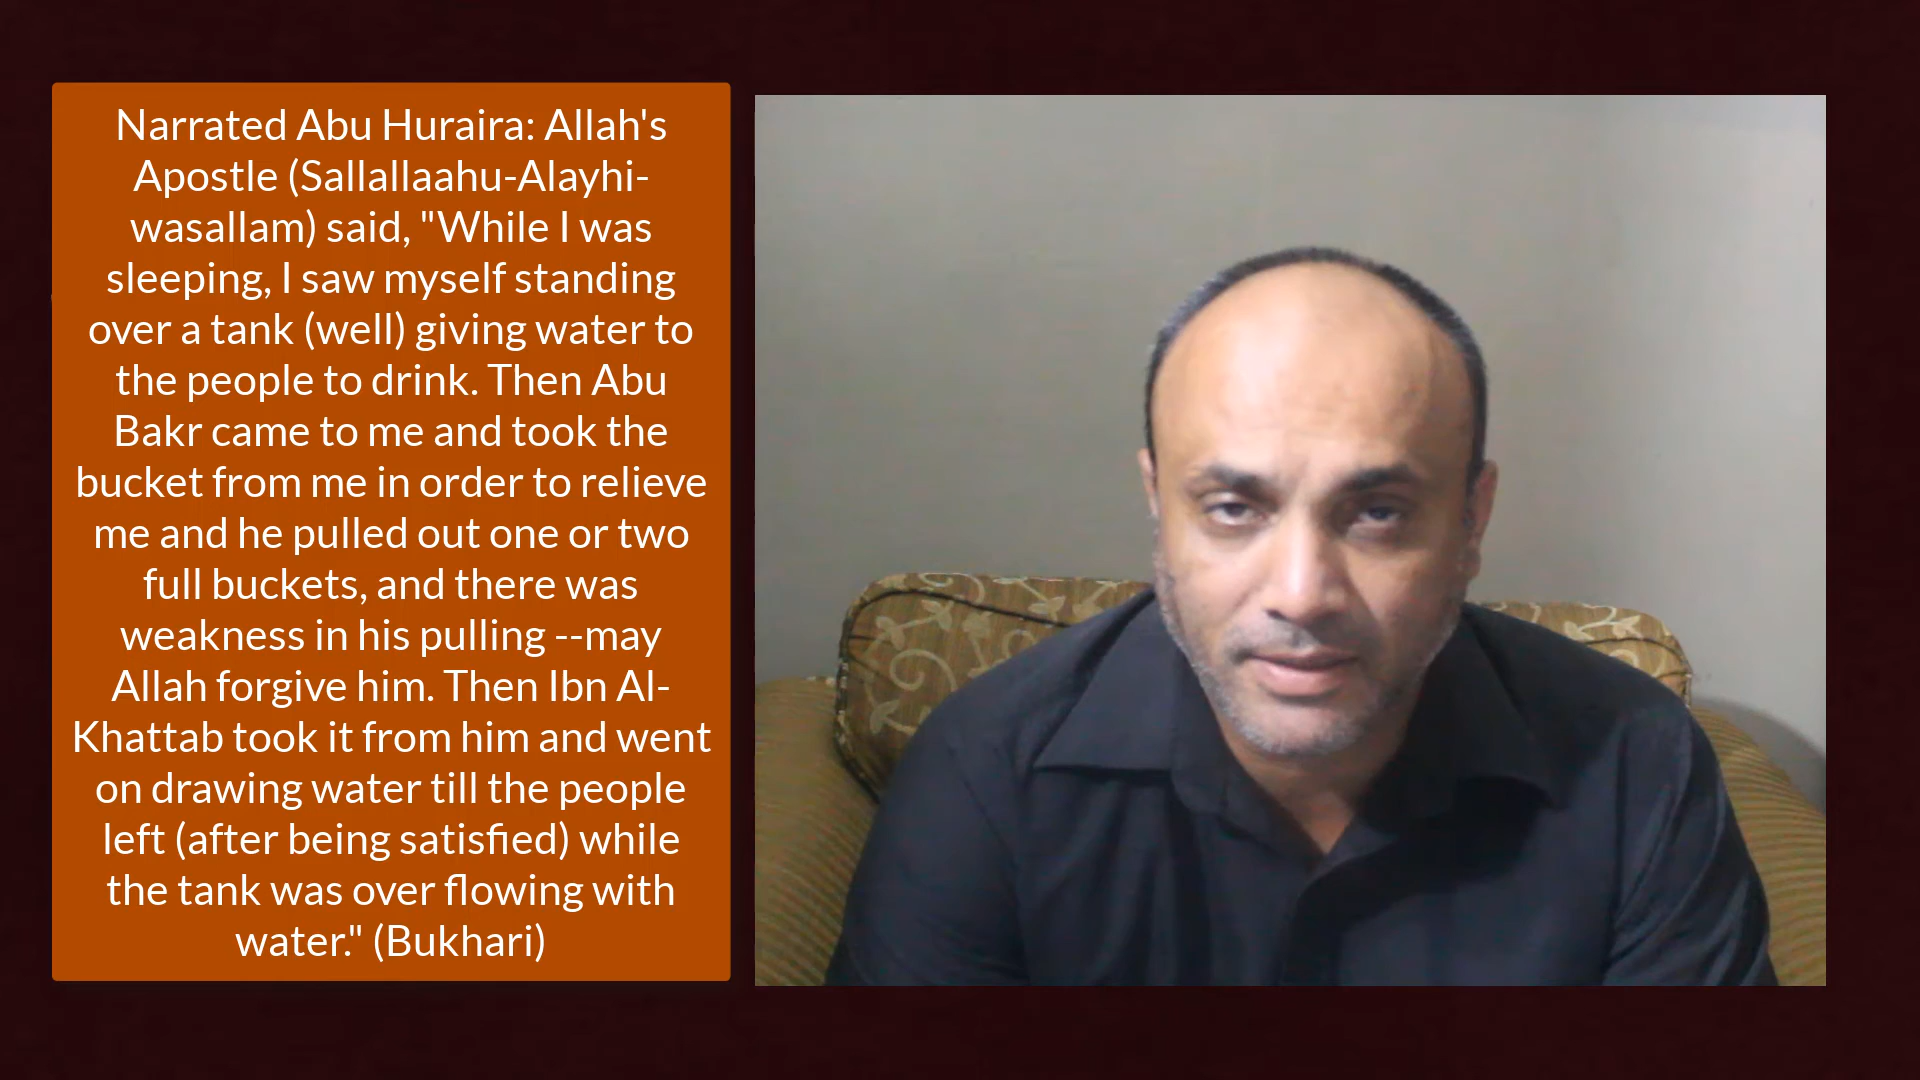 Narrated Abu Huraira: Allah's
Apostle (Sallallaahu-Alayhi-
wasallam) said, "While I was
sleeping, I saw myself standing
over a tank (well) giving water to
the people to drink. Then Abu
Bakr came to me and took the
bucket from me in order to relieve
me and he pulled out one or two
full buckets, and there was
weakness in his pulling --may
Allah forgive him. Then Ibn Al-
Khattab took it from him and went
on drawing water till the people
left (after being satisfied) while
the tank was over flowing with
water." (Bukhari)